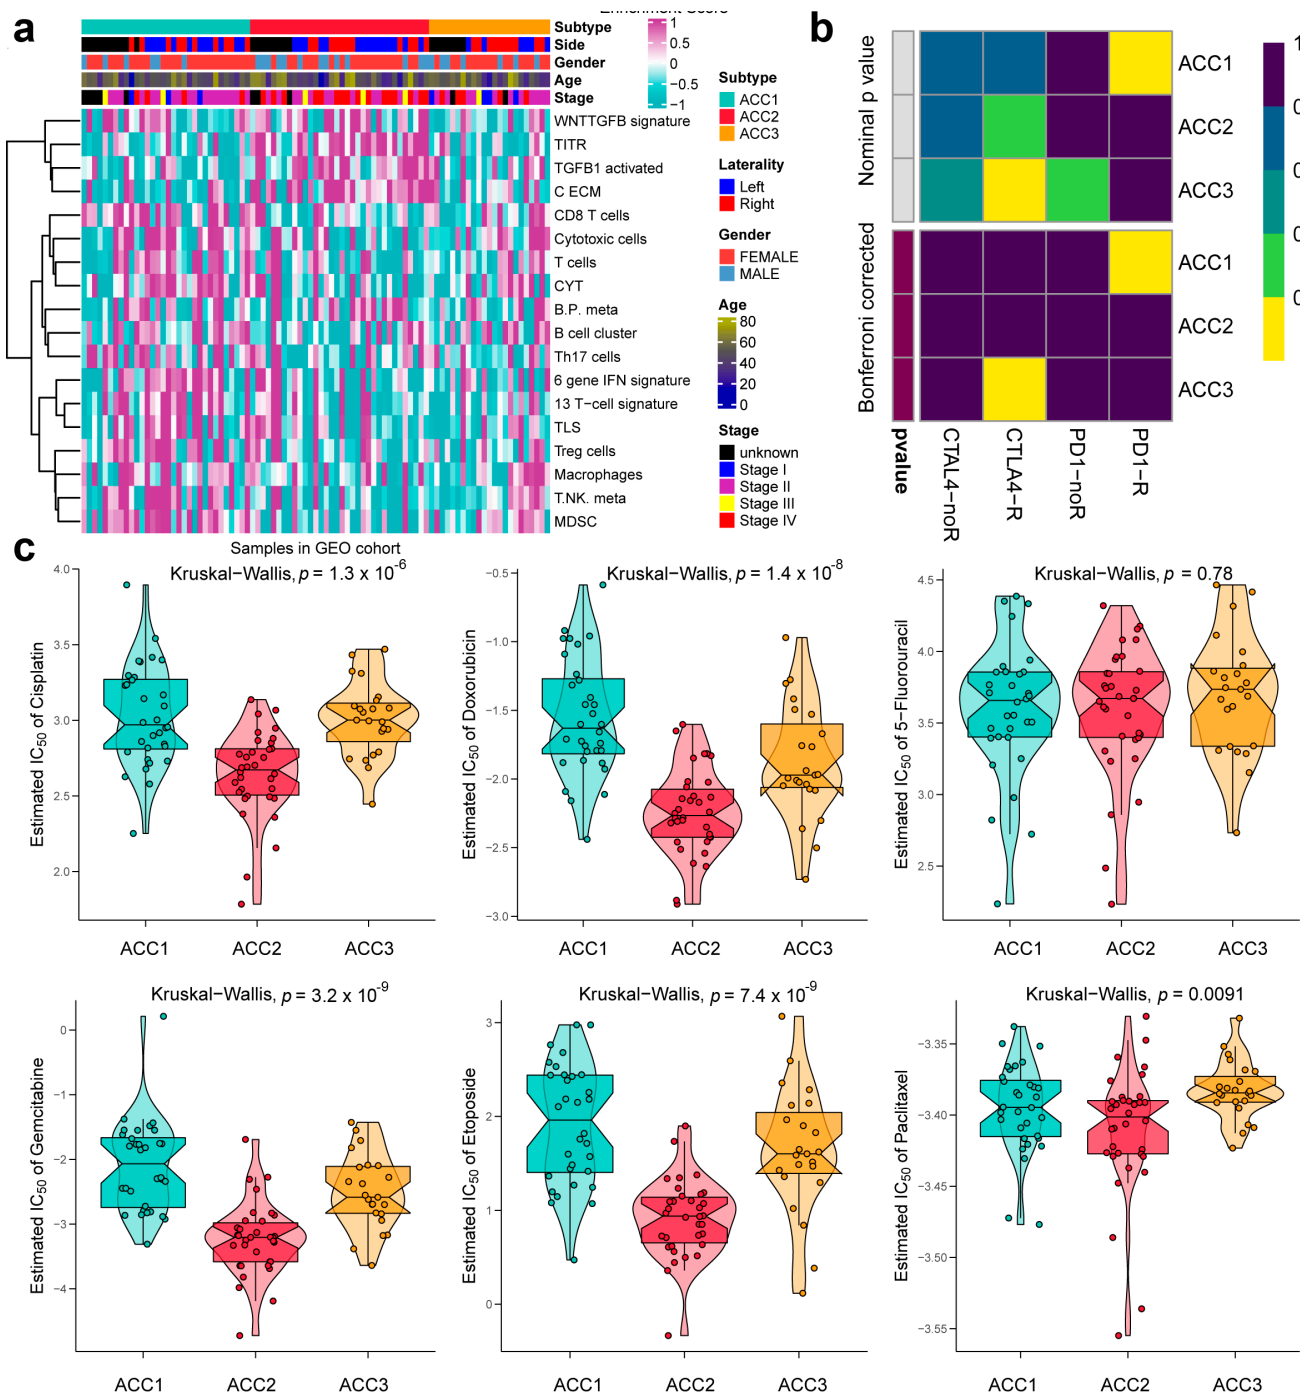 a
Enrichment Score
Subtype
Side
Gender
Age
Stage
1
0.5
0
−0.5
−1
WNTTGFB signature
TITR
TGFB1 activated
C ECM
CD8 T cells
Cytotoxic cells
T cells
CYT
B.P. meta
B cell cluster
Th17 cells
6 gene IFN signature
13 T−cell signature
TLS
Treg cells
Macrophages
T.NK. meta
MDSC
Samples in GEO cohort
Subtype
ACC1
ACC2
ACC3
Laterality
Left
Right
Gender
FEMALE
MALE
Age
80
60
40
20
0
Stage
unknown
Stage I
Stage II
Stage III
Stage IV
b
Nominal p value
Bonferroni corrected
ACC1
ACC2
ACC3
ACC1
ACC2
ACC3
pvalue
CTAL4−noR
CTLA4−R
PD1−noR
PD1−R
1
c
Kruskal−Wallis, p = 1.3 x 10-6
Estimated IC50 of Cisplatin
4.0
3.5
3.0
2.5
2.0
ACC1 ACC2 ACC3
Kruskal−Wallis, p = 1.4 x 10-8
Estimated IC50 of Doxorubicin
−0.5
−1.0
−1.5
−2.0
−2.5
−3.0
ACC1 ACC2 ACC3
Kruskal−Wallis, p = 0.78
Estimated IC50 of 5−Fluorouracil
4.5
4.0
3.5
3.0
2.5
ACC1 ACC2 ACC3
Kruskal−Wallis, p = 3.2 x 10-9
Estimated IC50 of Gemcitabine
0
−1
−2
−3
−4
ACC1 ACC2 ACC3
Kruskal−Wallis, p = 7.4 x 10-9
Estimated IC50 of Etoposide
3
2
1
0
ACC1 ACC2 ACC3
Kruskal−Wallis, p = 0.0091
Estimated IC50 of Paclitaxel
−3.35
−3.40
−3.45
−3.50
−3.55
ACC1 ACC2 ACC3